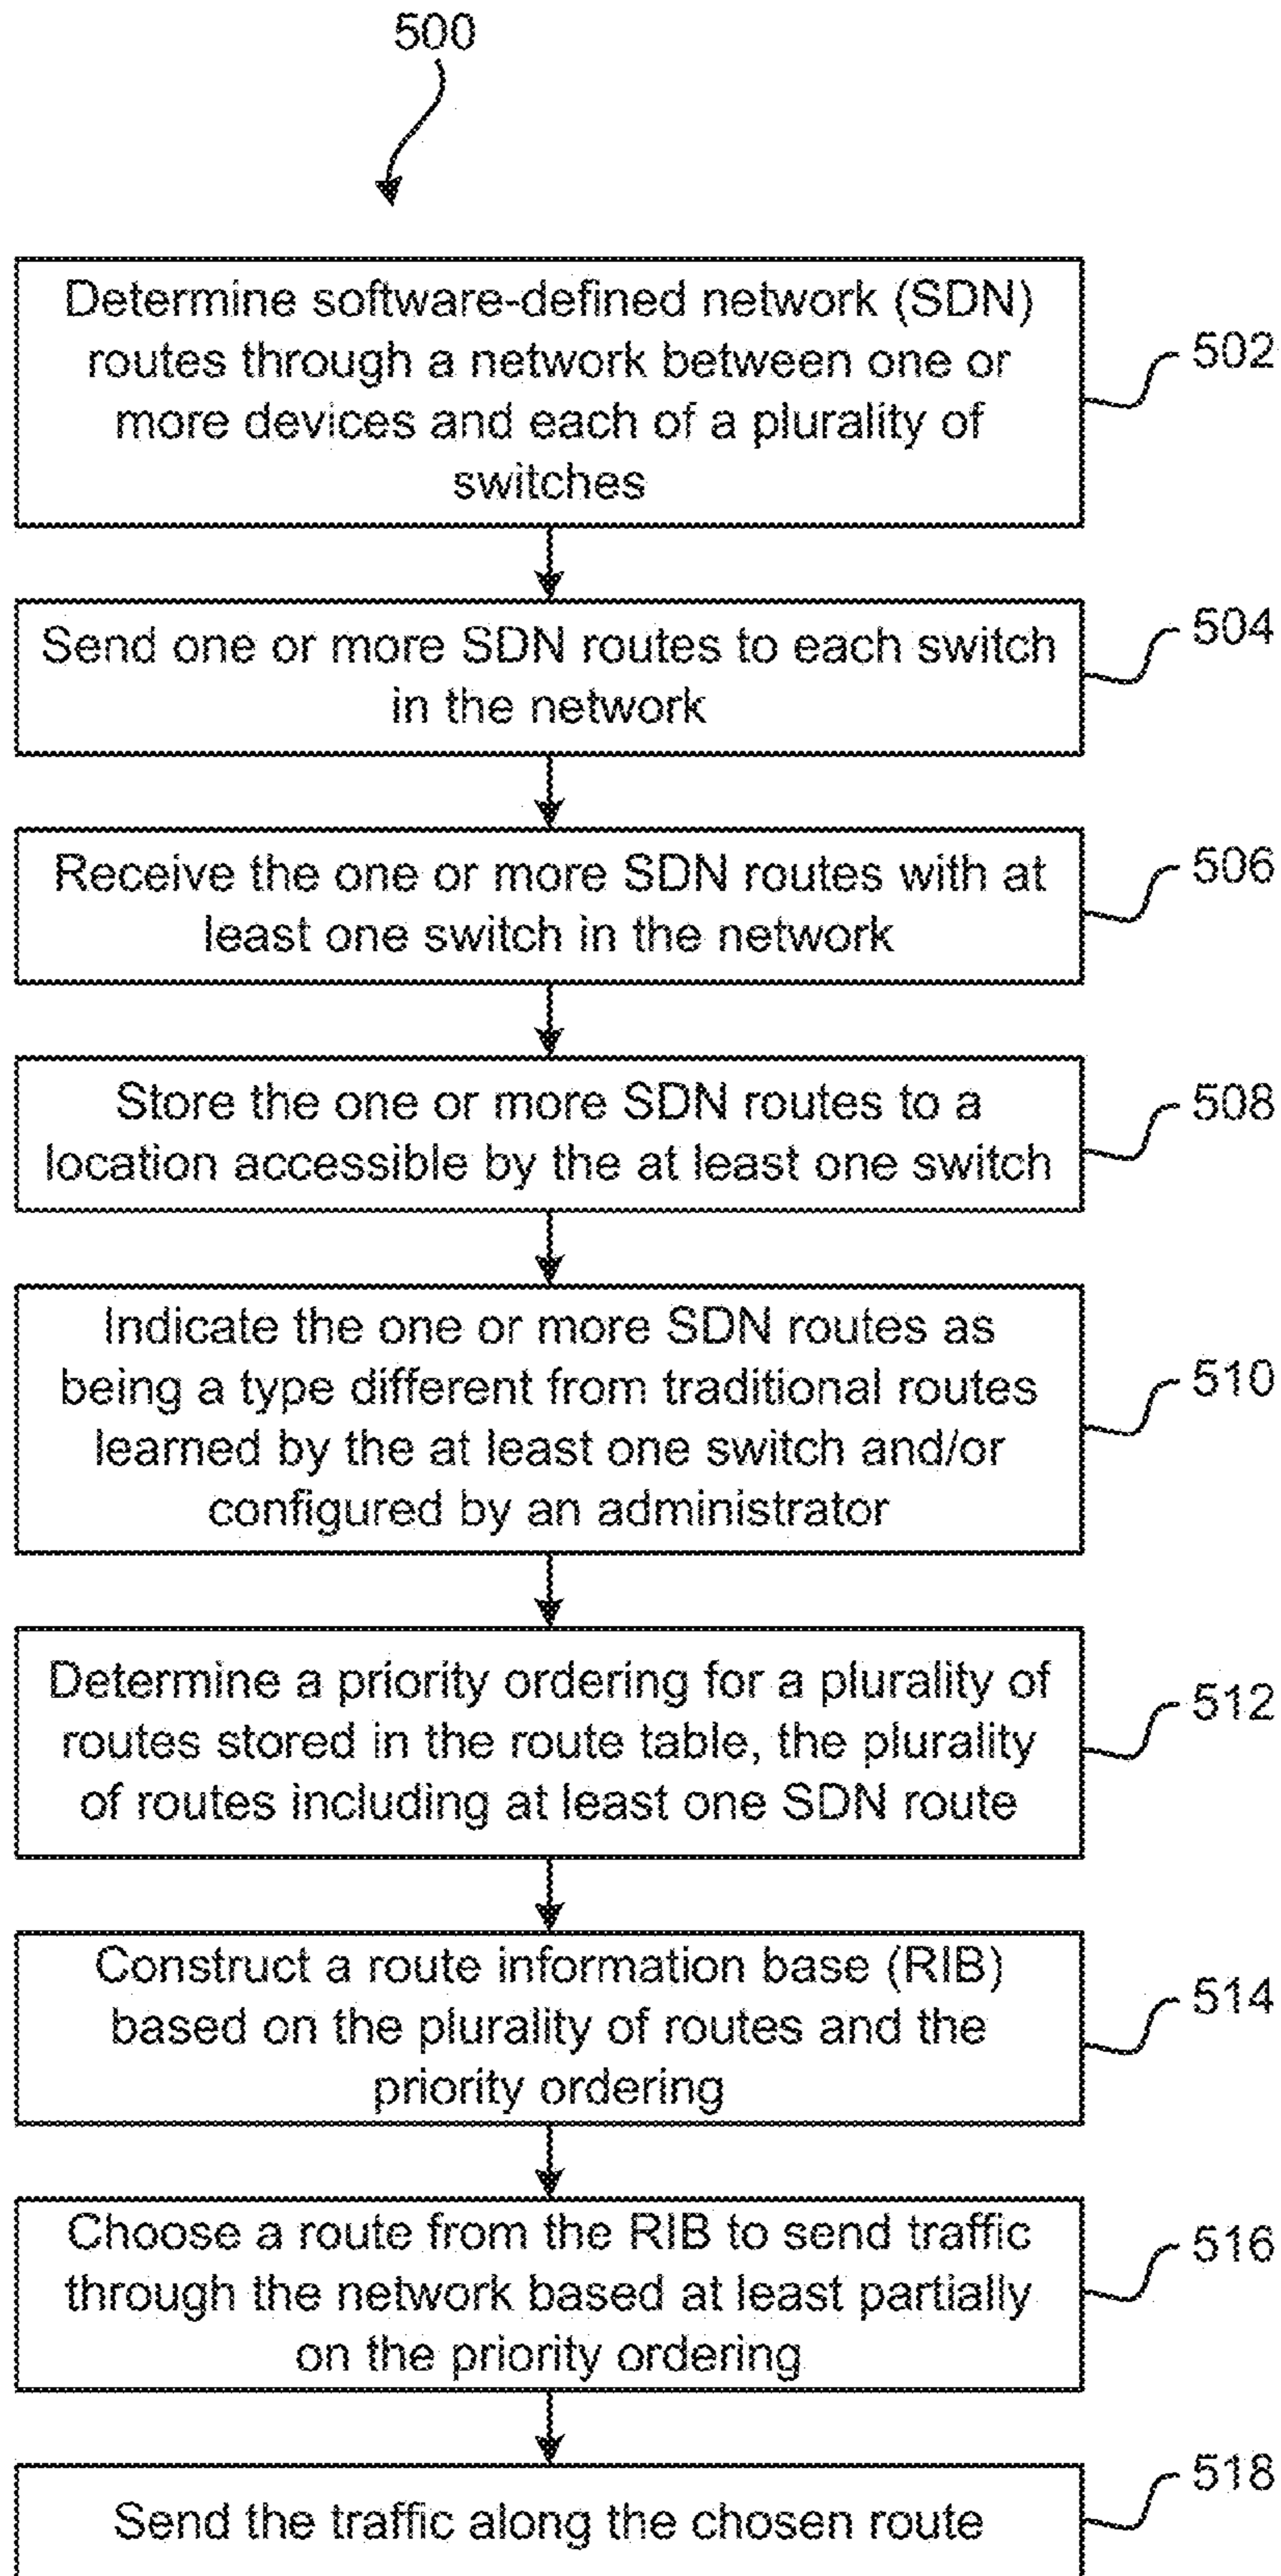 500
Determine software-defined network (SDN)
routes through a network between one or
more devices and each of a plurality of
switches
502
Send one or more SDN routes to each switch
in the network
504
Receive the one or more SDN routes with at
least one switch in the network
506
Store the one or more SDN routes to a
location accessible by the at least one switch
508
Indicate the one or more SDN routes as
being a type different from traditional routes
learned by the at least one switch and/or
configured by an administrator
510
Determine a priority ordering for a plurality of
routes stored in the route table, the plurality
of routes including at least one SDN route
512
Construct a route information base (RIB)
based on the plurality of routes and the
priority ordering
514
Choose a route from the RIB to send traffic
through the network based at least partially
on the priority ordering
516
Send the traffic along the chosen route
518